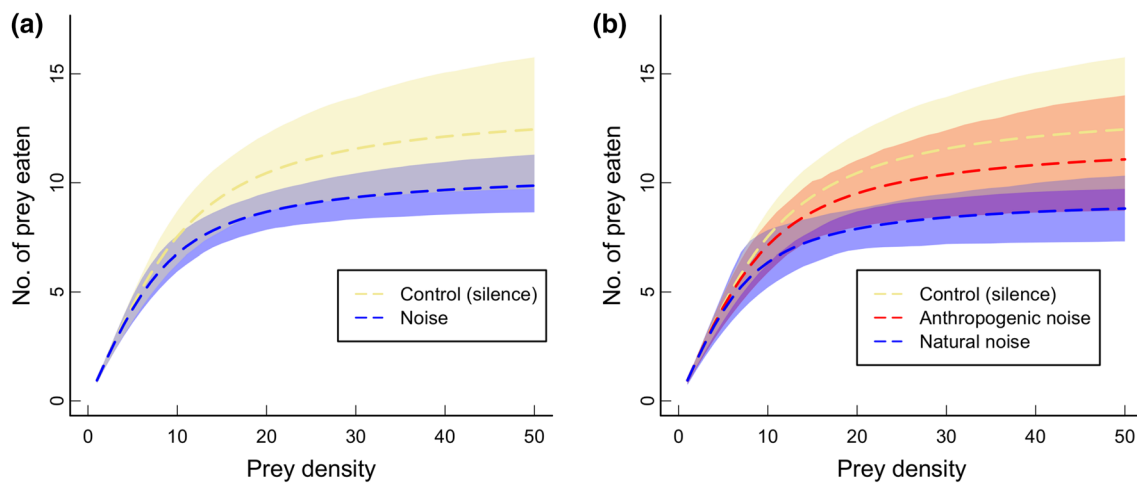 (a)
No. of prey eaten
15
10
5
0
Control (silence)
Noise
0 10 20 30 40 50
Prey density
(b)
No. of prey eaten
15
10
5
0
Control (silence)
Anthropogenic noise
Natural noise
0 10 20 30 40 50
Prey density